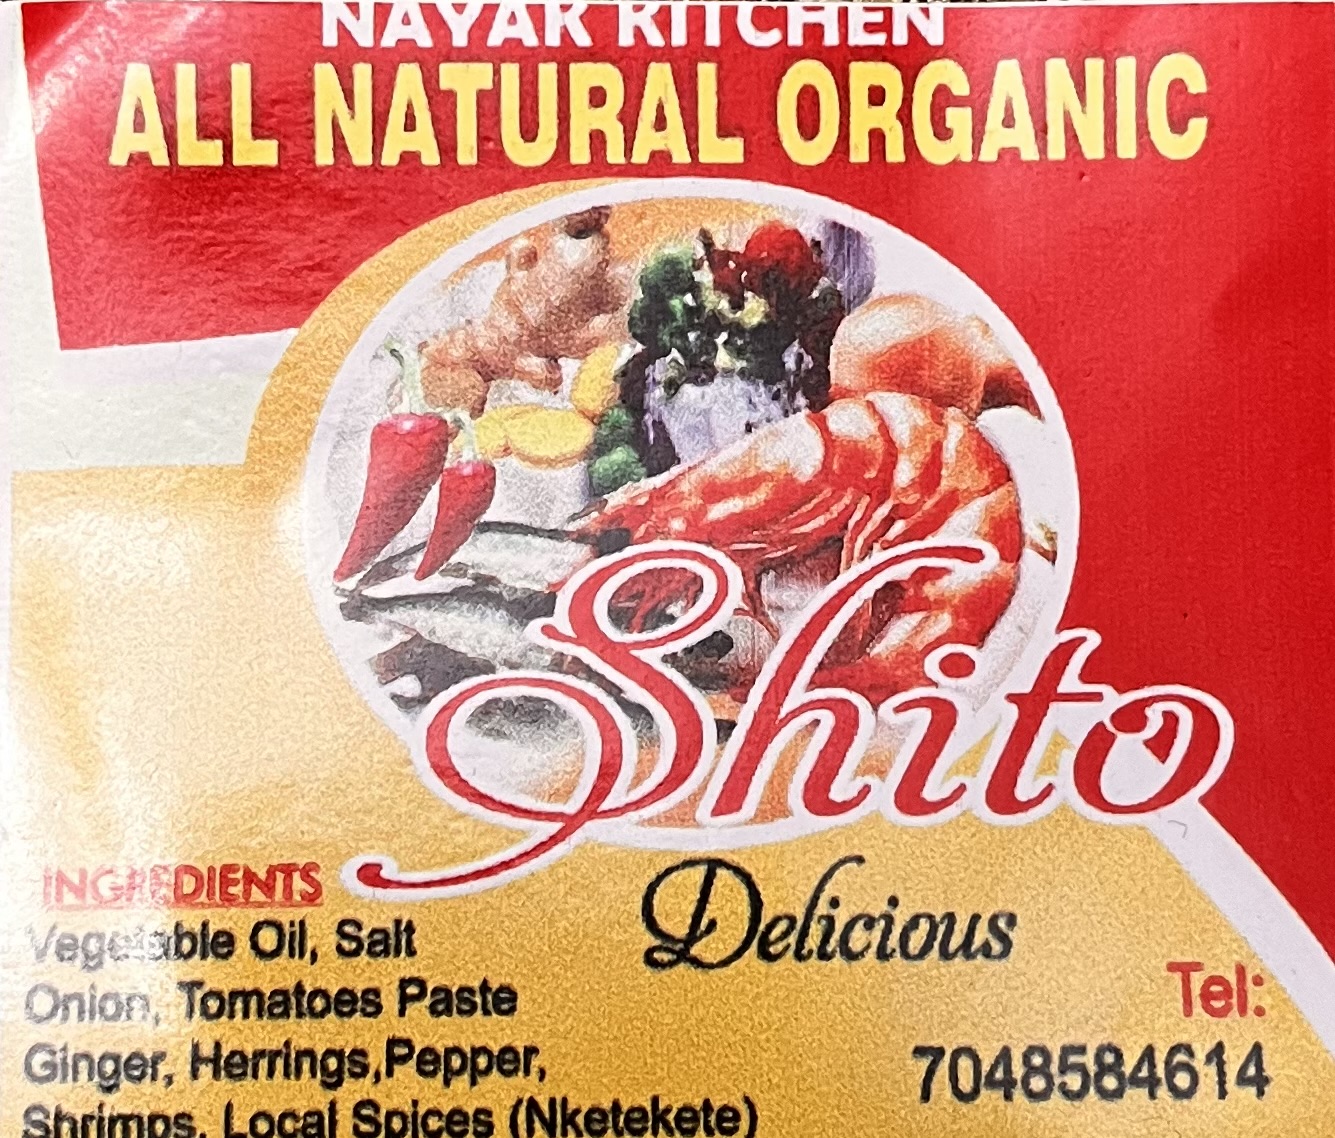 NAYAK KITCHEN
ALL NATURAL ORGANIC
Shito
Delicious
INGREDIENTS
Vegetable Oil, Salt
Onion, Tomatoes Paste
Ginger, Herrings,Pepper,
Shrimps, Local Spices (Nketekete)
Tel:
7048584614